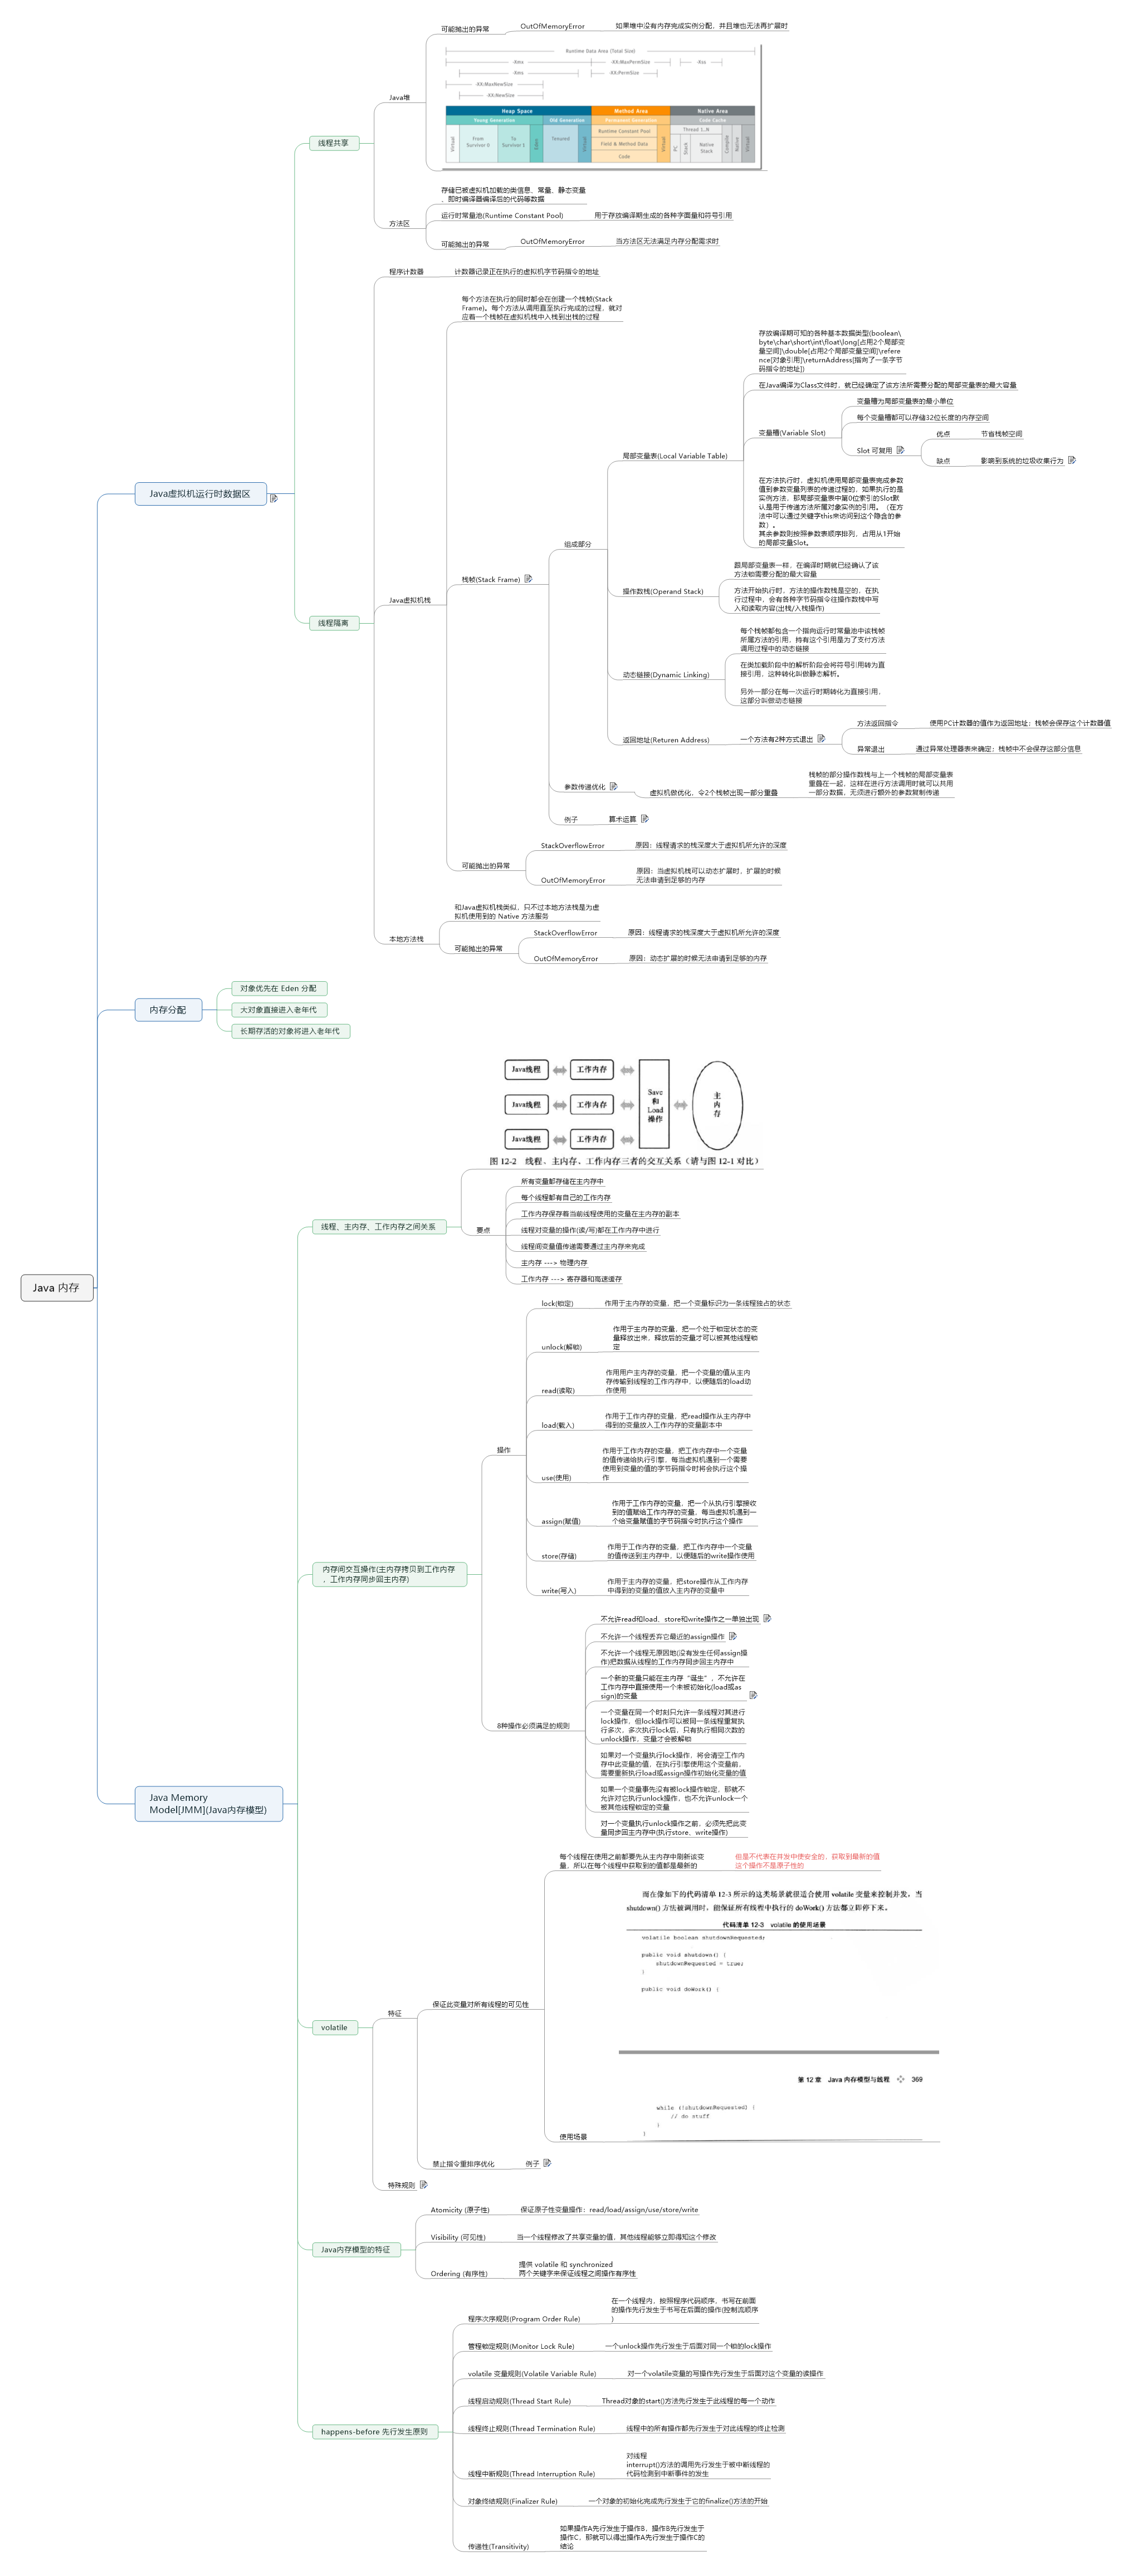 可能抛出的异常
OutOfMemoryError
如果堆中没有内存完成实例分配，并且堆也无法再扩展时
Runtime Data Area (Total Size)
-Xmx
-XX:MaxPermSize
-Xss
-Xms
-XX:PermSize
-XX:MaxNewSize
-XX:NewSize
Heap Space
Method Area
Native Area
Young Generation
Old Generation
Permanent Generation
Code Cache
Virtual
From
Survivor 0
To
Survivor 1
Eden
Tenured
Virtual
Runtime Constant Pool
Field & Method Data
Code
Virtual
Thread 1..N
PC
Stack
Native
Stack
Compile
Native
Virtual
Java堆
线程共享
存储已被虚拟机加载的类信息、常量、静态变量
、即时编译器编译后的代码等数据
运行时常量池(Runtime Constant Pool)
用于存放编译期生成的各种字面量和符号引用
方法区
可能抛出的异常
OutOfMemoryError
当方法区无法满足内存分配需求时
程序计数器
计数器记录正在执行的虚拟机字节码指令的地址
每个方法在执行的同时都会在创建一个栈帧(Stack
Frame)。每个方法从调用直至执行完成的过程，就对
应着一个栈帧在虚拟机栈中入栈到出栈的过程
存放编译期可知的各种基本数据类型(boolean\
byte\char\short\int\float\long[占用2个局部变
量空间]\double[占用2个局部变量空间]\refere
nce[对象引用]\returnAddress[指向了一条字节
码指令的地址])
在Java编译为Class文件时，就已经确定了该方法所需要分配的局部变量表的最大容量
变量槽为局部变量表的最小单位
每个变量槽都可以存储32位长度的内存空间
变量槽(Variable Slot)
Slot 可复用
优点
节省栈帧空间
缺点
影响到系统的垃圾收集行为
局部变量表(Local Variable Table)
在方法执行时，虚拟机使用局部变量表完成参数
值到参数变量列表的传递过程的，如果执行的是
实例方法，那局部变量表中第0位索引的Slot默
认是用于传递方法所属对象实例的引用。（在方
法中可以通过关键字this来访问到这个隐含的参
数）。
其余参数则按照参数表顺序排列，占用从1开始
的局部变量Slot。
Java虚拟机运行时数据区
组成部分
跟局部变量表一样，在编译时期就已经确认了该
方法锁需要分配的最大容量
操作数栈(Operand Stack)
方法开始执行时，方法的操作数栈是空的，在执
行过程中，会有各种字节码指令往操作数栈中写
入和读取内容(出栈/入栈操作)
栈帧(Stack Frame)
Java虚拟机栈
线程隔离
每个栈帧都包含一个指向运行时常量池中该栈帧
所属方法的引用，持有这个引用是为了支付方法
调用过程中的动态链接
动态链接(Dynamic Linking)
在类加载阶段中的解析阶段会将符号引用转为直
接引用，这种转化叫做静态解析。
另外一部分在每一次运行时期转化为直接引用，
这部分叫做动态链接
返回地址(Returen Address)
一个方法有2种方式退出
方法返回指令
使用PC计数器的值作为返回地址；栈帧会保存这个计数器值
异常退出
通过异常处理器表来确定；栈帧中不会保存这部分信息
参数传递优化
虚拟机做优化，令2个栈帧出现一部分重叠
栈帧的部分操作数栈与上一个栈帧的局部变量表
重叠在一起，这样在进行方法调用时就可以共用
一部分数据，无须进行额外的参数复制传递
例子
算术运算
StackOverflowError
原因：线程请求的栈深度大于虚拟机所允许的深度
可能抛出的异常
OutOfMemoryError
原因：当虚拟机栈可以动态扩展时，扩展的时候
无法申请到足够的内存
和Java虚拟机栈类似，只不过本地方法栈是为虚
拟机使用到的 Native 方法服务
本地方法栈
可能抛出的异常
StackOverflowError
原因：线程请求的栈深度大于虚拟机所允许的深度
OutOfMemoryError
原因：动态扩展的时候无法申请到足够的内存
内存分配
对象优先在 Eden 分配
大对象直接进入老年代
长期存活的对象将进入老年代
Java线程
工作内存
Java线程
工作内存
Java线程
工作内存
Save
和
Load
操作
主
内
存
图 12-2 线程、主内存、工作内存三者的交互关系（请与图 12-1 对比）
线程、主内存、工作内存之间关系
要点
所有变量都存储在主内存中
每个线程都有自己的工作内存
工作内存保存着当前线程使用的变量在主内存的副本
线程对变量的操作(读/写)都在工作内存中进行
线程间变量值传递需要通过主内存来完成
主内存 ---> 物理内存
工作内存 ---> 寄存器和高速缓存
Java 内存
lock(锁定)
作用于主内存的变量，把一个变量标识为一条线程独占的状态
unlock(解锁)
作用于主内存的变量，把一个处于锁定状态的变
量释放出来，释放后的变量才可以被其他线程锁
定
read(读取)
作用用户主内存的变量，把一个变量的值从主内
存传输到线程的工作内存中，以便随后的load动
作使用
load(载入)
作用于工作内存的变量，把read操作从主内存中
得到的变量放入工作内存的变量副本中
操作
use(使用)
作用于工作内存的变量，把工作内存中一个变量
的值传递给执行引擎，每当虚拟机遇到一个需要
使用到变量的值的字节码指令时将会执行这个操
作
assign(赋值)
作用于工作内存的变量，把一个从执行引擎接收
到的值赋给工作内存的变量，每当虚拟机遇到一
个给变量赋值的字节码指令时执行这个操作
store(存储)
作用于工作内存的变量，把工作内存中一个变量
的值传送到主内存中，以便随后的write操作使用
write(写入)
作用于主内存的变量，把store操作从工作内存
中得到的变量的值放入主内存的变量中
内存间交互操作(主内存拷贝到工作内存
，工作内存同步回主内存)
不允许read和load、store和write操作之一单独出现
不允许一个线程丢弃它最近的assign操作
不允许一个线程无原因地(没有发生任何assign操
作)把数据从线程的工作内存同步回主内存中
一个新的变量只能在主内存“诞生”，不允许在
工作内存中直接使用一个未被初始化(load或as
sign)的变量
8种操作必须满足的规则
一个变量在同一个时刻只允许一条线程对其进行
lock操作，但lock操作可以被同一条线程重复执
行多次，多次执行lock后，只有执行相同次数的
unlock操作，变量才会被解锁
如果对一个变量执行lock操作，将会清空工作内
存中此变量的值，在执行引擎使用这个变量前，
需要重新执行load或assign操作初始化变量的值
如果一个变量事先没有被lock操作锁定，那就不
允许对它执行unlock操作，也不允许unlock一个
被其他线程锁定的变量
对一个变量执行unlock操作之前，必须先把此变
量同步回主内存中(执行store、write操作)
Java Memory
Model[JMM](Java内存模型)
每个线程在使用之前都要先从主内存中刷新该变
量，所以在每个线程中获取到的值都是最新的
但是不代表在并发中使安全的，获取到最新的值
这个操作不是原子性的
而在像如下的代码清单 12-3 所示的这类场景就很适合使用 volatile 变量来控制并发，当
shutdown() 方法被调用时，能保证所有线程中执行的 doWork() 方法都立即停下来。
代码清单 12-3 volatile 的使用场景
volatile boolean shutdownRequested;
public void shutdown() {
shutdownRequested = true;
}
public void doWork() {
第 12 章 Java 内存模型与线程 369
while (!shutdownRequested) {
// do stuff
}
}
使用场景
保证此变量对所有线程的可见性
特征
volatile
禁止指令重排序优化
例子
特殊规则
Atomicity (原子性)
保证原子性变量操作：read/load/assign/use/store/write
Java内存模型的特征
Visibility (可见性)
当一个线程修改了共享变量的值，其他线程能够立即得知这个修改
Ordering (有序性)
提供 volatile 和 synchronized
两个关键字来保证线程之间操作有序性
程序次序规则(Program Order Rule)
在一个线程内，按照程序代码顺序，书写在前面
的操作先行发生于书写在后面的操作(控制流顺序
)
管程锁定规则(Monitor Lock Rule)
一个unlock操作先行发生于后面对同一个锁的lock操作
volatile 变量规则(Volatile Variable Rule)
对一个volatile变量的写操作先行发生于后面对这个变量的读操作
线程启动规则(Thread Start Rule)
Thread对象的start()方法先行发生于此线程的每一个动作
happens-before 先行发生原则
线程终止规则(Thread Termination Rule)
线程中的所有操作都先行发生于对此线程的终止检测
线程中断规则(Thread Interruption Rule)
对线程
interrupt()方法的调用先行发生于被中断线程的
代码检测到中断事件的发生
对象终结规则(Finalizer Rule)
一个对象的初始化完成先行发生于它的finalize()方法的开始
传递性(Transitivity)
如果操作A先行发生于操作B，操作B先行发生于
操作C，那就可以得出操作A先行发生于操作C的
结论